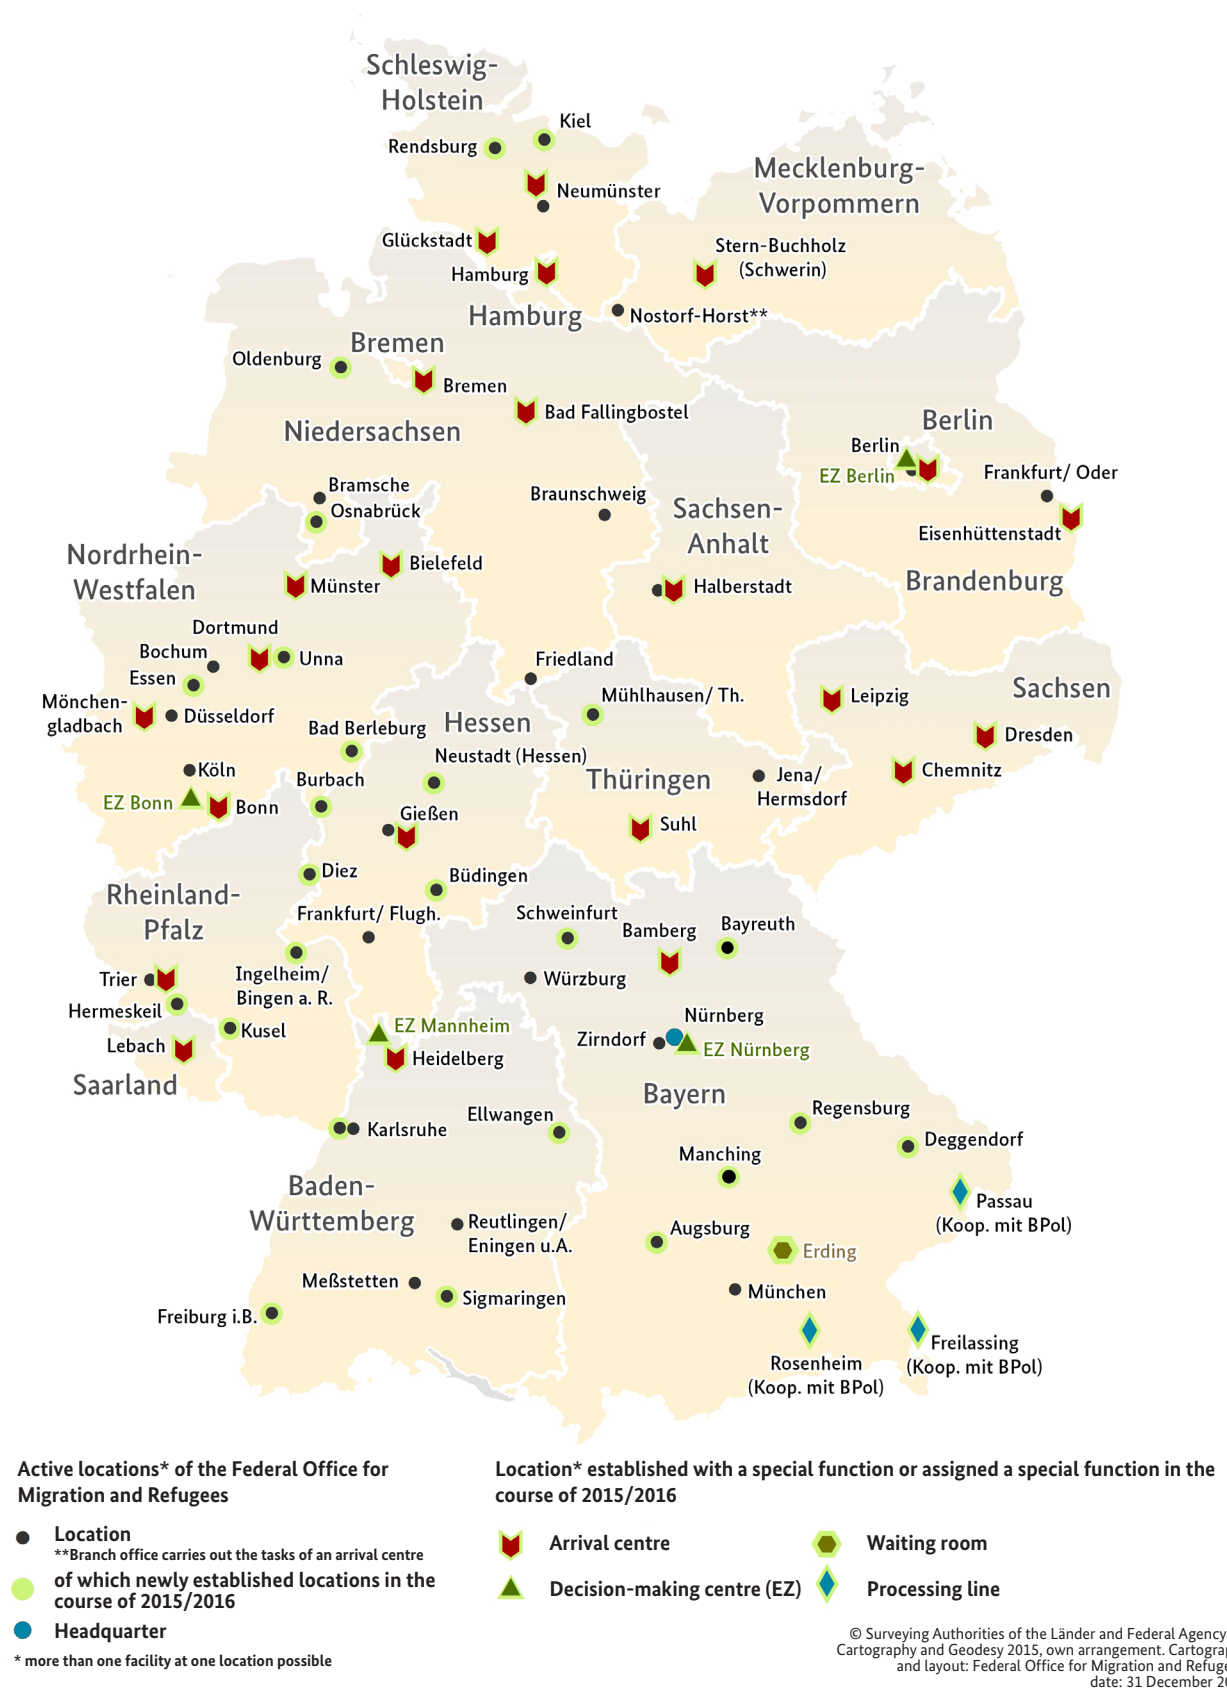 Schleswig-
Holstein
Kiel
Rendsburg
Mecklenburg-
Vorpommern
Neumünster
Glückstadt
Stern-Buchholz
(Schwerin)
Hamburg
Hamburg
Nostorf-Horst**
Bremen
Oldenburg
Bremen
Bad Fallingbostel
Berlin
Niedersachsen
Berlin
EZ Berlin
Frankfurt/ Oder
Bramsche
Osnabrück
Braunschweig
Sachsen-
Anhalt
Eisenhüttenstadt
Nordrhein-
Westfalen
Bielefeld
Münster
Halberstadt
Brandenburg
Dortmund
Bochum
Unna
Friedland
Essen
Mühlhausen/ Th.
Leipzig
Sachsen
Mönchen-
gladbach
Düsseldorf
Bad Berleburg
Hessen
Dresden
Neustadt (Hessen)
Köln
Burbach
Thüringen
Jena/
Hermsdorf
Chemnitz
EZ Bonn
Bonn
Gießen
Suhl
Diez
Büdingen
Rheinland-
Pfalz
Frankfurt/ Flugh.
Schweinfurt
Bamberg
Bayreuth
Trier
Ingelheim/
Bingen a. R.
Würzburg
Hermeskeil
Kusel
EZ Mannheim
Nürnberg
Zirndorf
EZ Nürnberg
Lebach
Heidelberg
Saarland
Bayern
Karlsruhe
Ellwangen
Regensburg
Deggendorf
Manching
Baden-
Württemberg
Passau
(Koop. mit BPol)
Reutlingen/
Eningen u.A.
Augsburg
Erding
Meßstetten
Sigmaringen
München
Freiburg i.B.
Freilassing
(Koop. mit BPol)
Rosenheim
(Koop. mit BPol)
Active locations* of the Federal Office for
Migration and Refugees
Location
**Branch office carries out the tasks of an arrival centre
of which newly established locations in the
course of 2015/2016
Headquarter
* more than one facility at one location possible
Location* established with a special function or assigned a special function in the
course of 2015/2016
Arrival centre
Waiting room
Decision-making centre (EZ)
Processing line
© Surveying Authorities of the Länder and Federal Agency
Cartography and Geodesy 2015, own arrangement. Cartogra
and layout: Federal Office for Migration and Refuge
date: 31 December 20